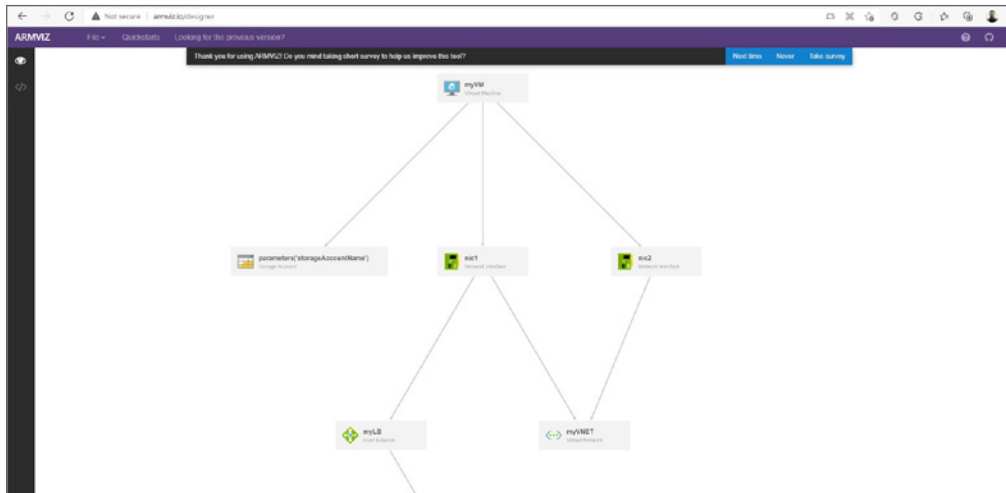 Not secure | armviz.io/designer
ARMVIZ File Quickstarts Looking for the previous version?
Thank you for using ARMVIZ! Do you mind taking short survey to help us improve this tool? Next time Never Take survey
myVM
Virtual Machine
parameters('storageAccountName')
Storage Account
nic1
Network Interface
nic2
Network Interface
myLB
Load Balancer
myVNET
Virtual Network